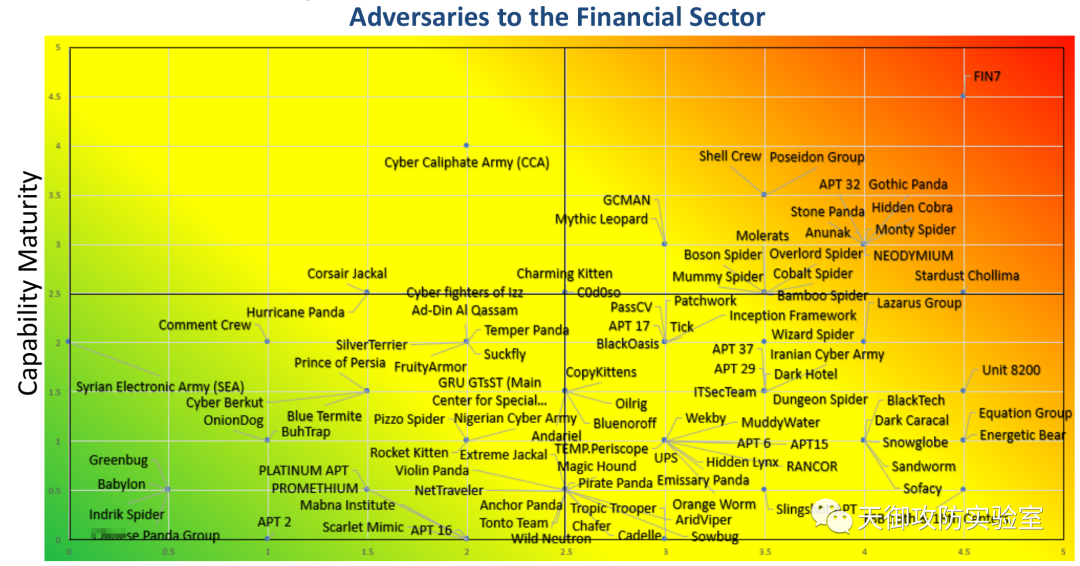 Adversaries to the Financial Sector
Capability Maturity
5
FIN7
4.5
4
Cyber Caliphate Army (CCA)
Shell Crew
Poseidon Group
3.5
APT 32
Gothic Panda
GCMAN
Stone Panda
Hidden Cobra
Mythic Leopard
Anunak
Monty Spider
3
Molerats
Boson Spider
Overlord Spider
NEODYMIUM
Corsair Jackal
Charming Kitten
Mummy Spider
Cobalt Spider
Stardust Chollima
2.5
Cyber fighters of Izz
Ad-Din Al Qassam
C0d0so
Bamboo Spider
Hurricane Panda
PassCV
Patchwork
Lazarus Group
Comment Crew
Temper Panda
APT 17
Tick
Inception Framework
2
SilverTerrier
Suckfly
BlackOasis
Wizard Spider
Prince of Persia
FruityArmor
APT 37
Iranian Cyber Army
Syrian Electronic Army (SEA)
GRU GTsST (Main
Center for Special...
CopyKittens
APT 29
Dark Hotel
Unit 8200
1.5
Cyber Berkut
Oilrig
ITSecTeam
Dungeon Spider
BlackTech
OnionDog
Blue Termite
Pizzo Spider
Nigerian Cyber Army
Bluenoroff
Wekby
MuddyWater
Dark Caracal
Equation Group
BuhTrap
Andariel
1
Rocket Kitten
Extreme Jackal
TEMP.Periscope
UPS
APT 6
APT15
Snowglobe
Energetic Bear
Greenbug
PLATINUM APT
Violin Panda
Magic Hound
Hidden Lynx
RANCOR
Sandworm
Babylon
PROMETHIUM
NetTraveler
Pirate Panda
Emissary Panda
Sofacy
0.5
Indrik Spider
Mabna Institute
Anchor Panda
Tropic Trooper
Orange Worm
Slings
PT
APT 2
Scarlet Mimic
APT 16
Tonto Team
Chafer
AridViper
天御攻防实验室
se Panda Group
Wild Neutron
Cadelle
Sowbug
0
0
0.5
1
1.5
2
2.5
3
3.5
4
4.5
5